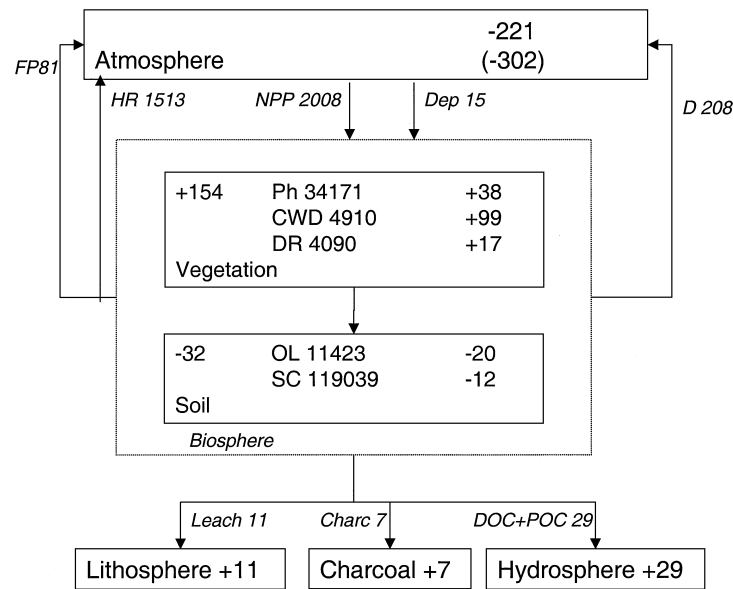 -221
Atmosphere (-302)
FP81
HR 1513 NPP 2008 Dep 15
D 208
+154 Ph 34171 +38
CWD 4910 +99
DR 4090 +17
Vegetation
-32 OL 11423 -20
SC 119039 -12
Soil
Biosphere
Leach 11 Charc 7 DOC+POC 29
Lithosphere +11 Charcoal +7 Hydrosphere +29